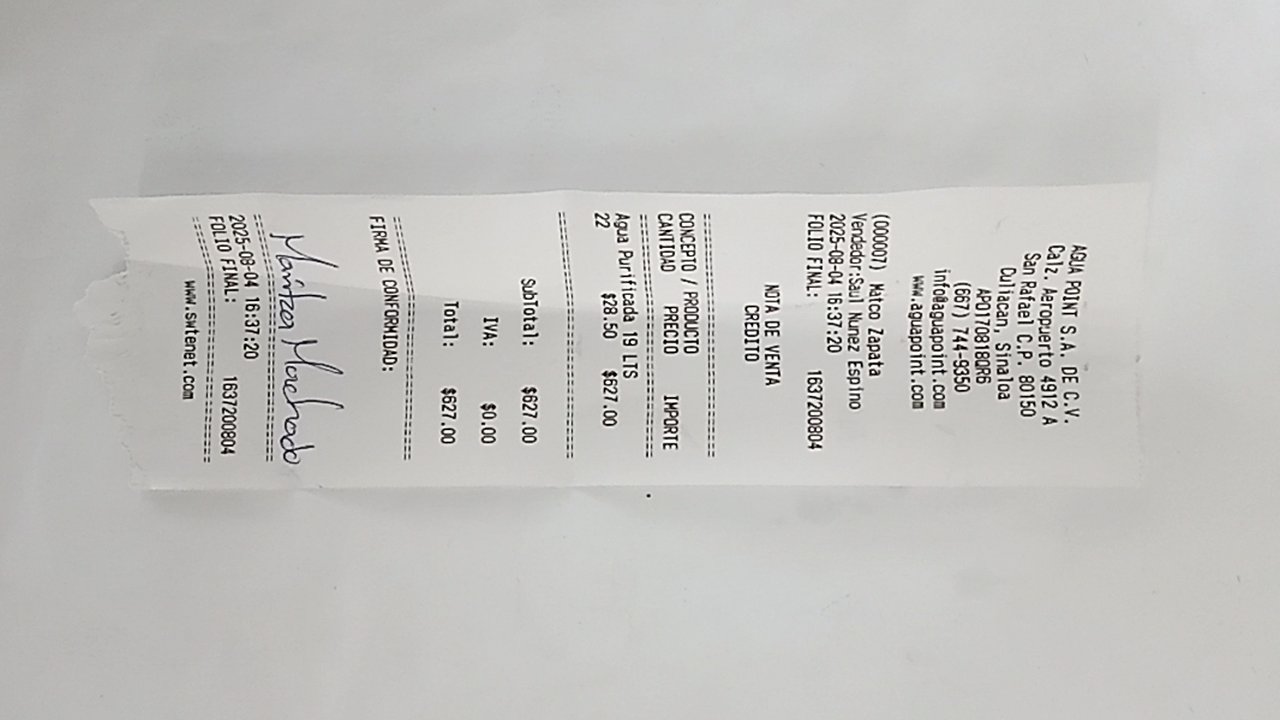 AGUA POINT S.A. DE C.V.
Calz. Aeropuerto 4912 A
San Rafael C.P. 80150
Culiacan, Sinaloa
APO170818QR6
(667) 744-9350
info@aguapoint.com
www.aguapoint.com
(000007) Matco Zapata
Vendedor:Saul Nunez Espino
2025-08-04 16:37:20
FOLIO FINAL: 1637200804
NOTA DE VENTA
CREDITO
===============================
CONCEPTO / PRODUCTO
CANTIDAD PRECIO IMPORTE
===============================
Agua Purificada 19 LTS
22 $28.50 $627.00
===============================
SubTotal: $627.00
IVA: $0.00
Total: $627.00
===============================
FIRMA DE CONFORMIDAD:
Maritza Machado
===============================
2025-08-04 16:37:20
FOLIO FINAL: 1637200804
===============================
www.swtenet.com